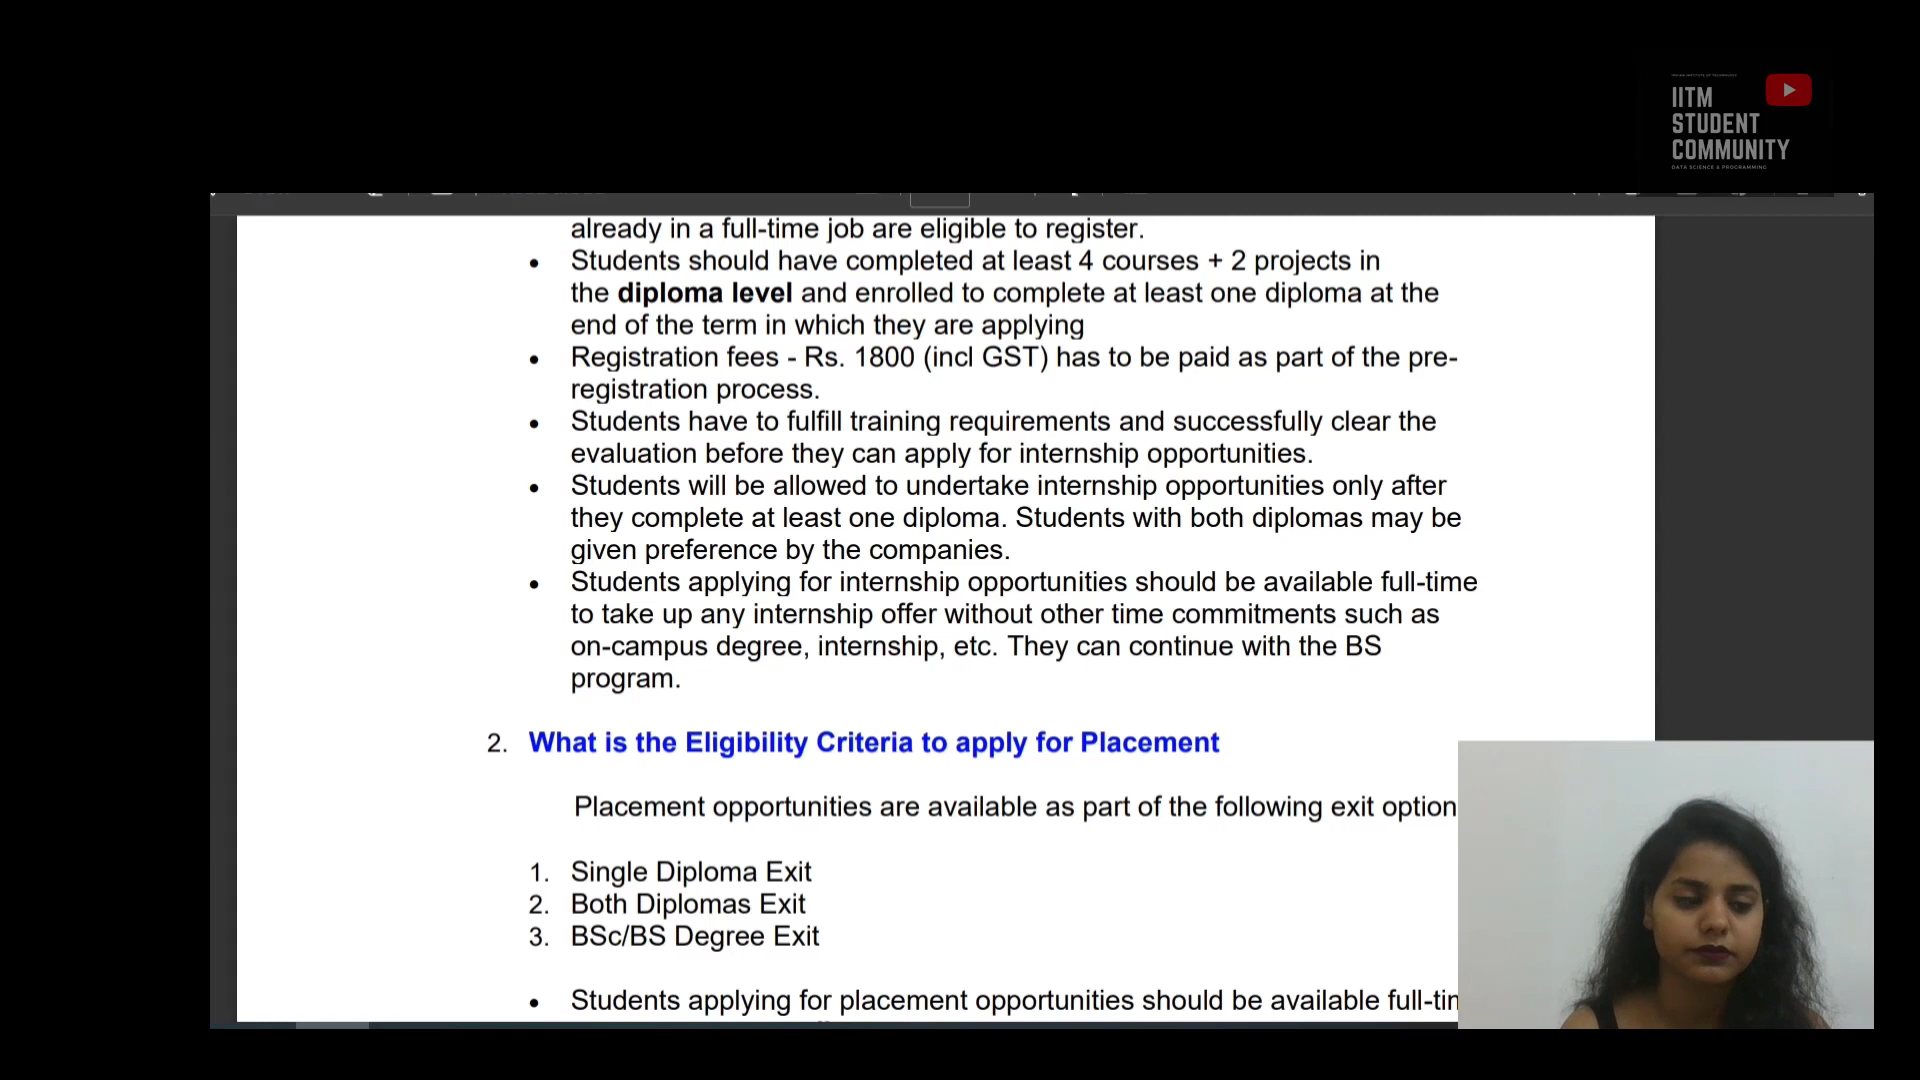 IITM
STUDENT
COMMUNITY
DATA SCIENCE & PROGRAMMING
already in a full-time job are eligible to register.
• Students should have completed at least 4 courses + 2 projects in
the diploma level and enrolled to complete at least one diploma at the
end of the term in which they are applying
• Registration fees - Rs. 1800 (incl GST) has to be paid as part of the pre-
registration process.
• Students have to fulfill training requirements and successfully clear the
evaluation before they can apply for internship opportunities.
• Students will be allowed to undertake internship opportunities only after
they complete at least one diploma. Students with both diplomas may be
given preference by the companies.
• Students applying for internship opportunities should be available full-time
to take up any internship offer without other time commitments such as
on-campus degree, internship, etc. They can continue with the BS
program.
2. What is the Eligibility Criteria to apply for Placement
Placement opportunities are available as part of the following exit option
1. Single Diploma Exit
2. Both Diplomas Exit
3. BSc/BS Degree Exit
• Students applying for placement opportunities should be available full-tin